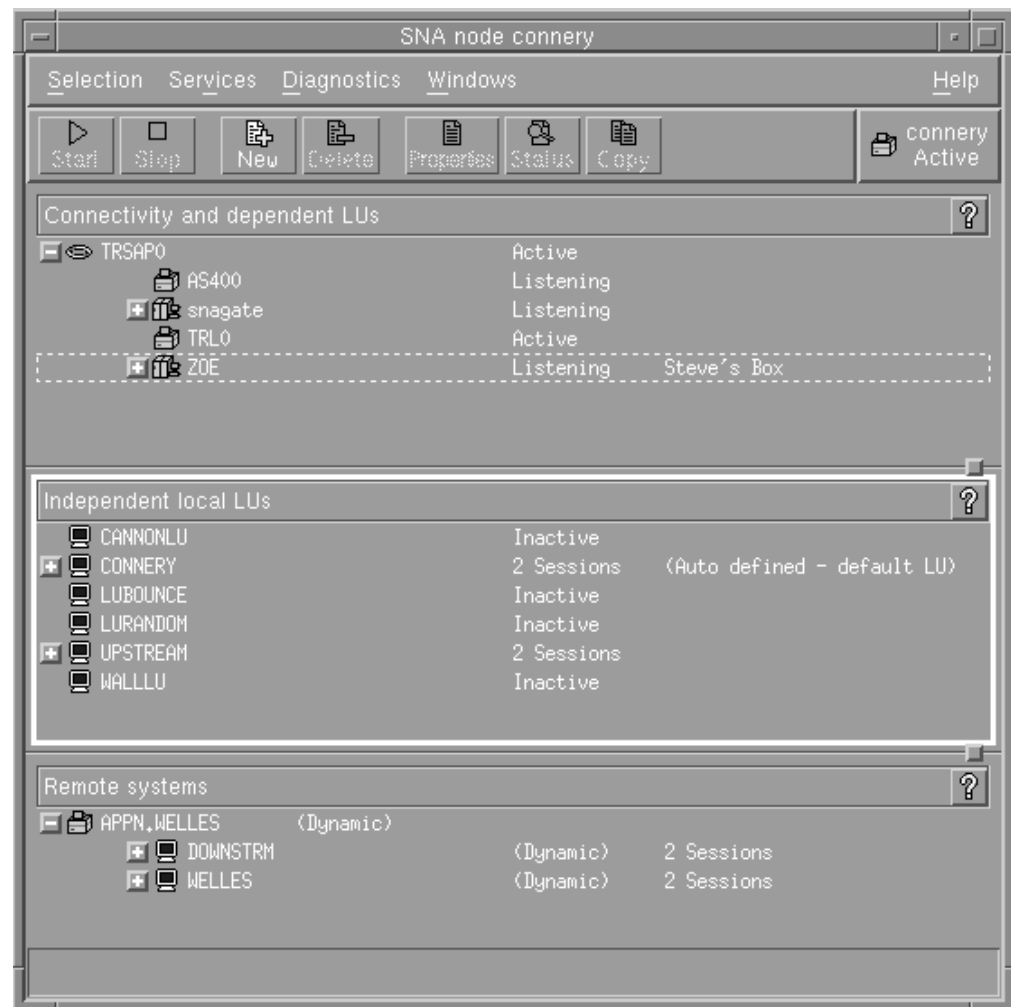 SNA node connery
Selection Services Diagnostics Windows Help
Start Stop New Delete Properties Status Copy connery
Active
Connectivity and dependent LUs ?
TRSAP0 Active
AS400 Listening
snagate Listening
TRL0 Active
ZOE Listening Steve's Box
Independent local LUs ?
CANNONLU Inactive
CONNERY 2 Sessions (Auto defined - default LU)
LUBOUNCE Inactive
LURANDOM Inactive
UPSTREAM 2 Sessions
WALLLU Inactive
Remote systems ?
APPN.WELLES (Dynamic)
DOWNSTRM (Dynamic) 2 Sessions
WELLES (Dynamic) 2 Sessions